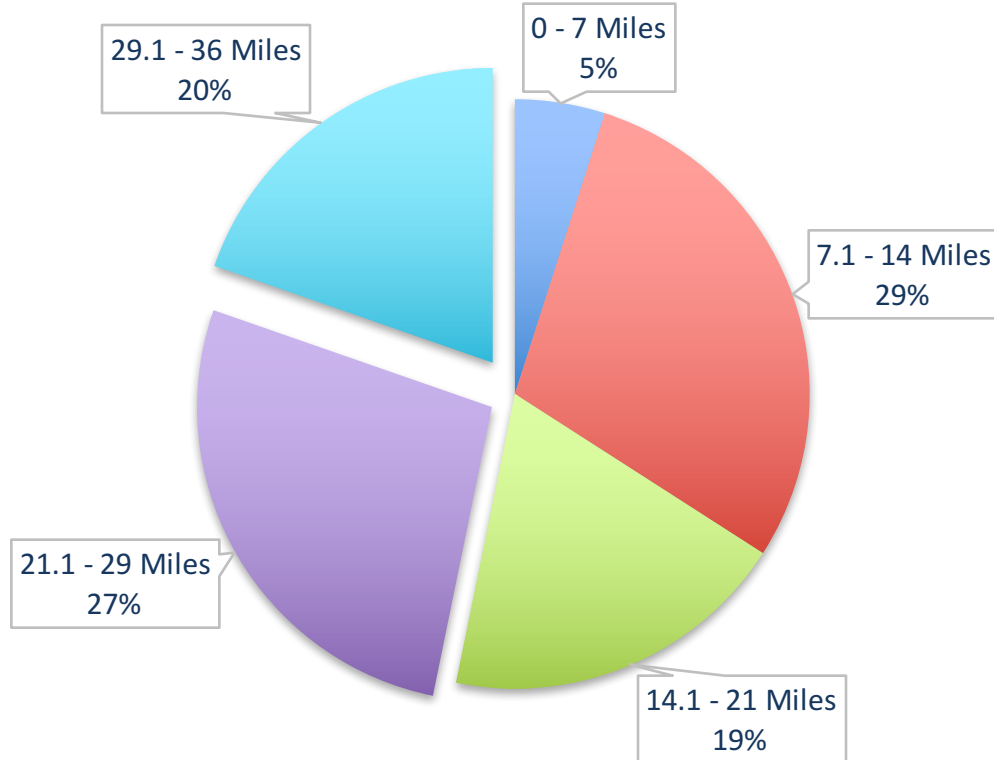 29.1 - 36 Miles
20%
0 - 7 Miles
5%
7.1 - 14 Miles
29%
21.1 - 29 Miles
27%
14.1 - 21 Miles
19%